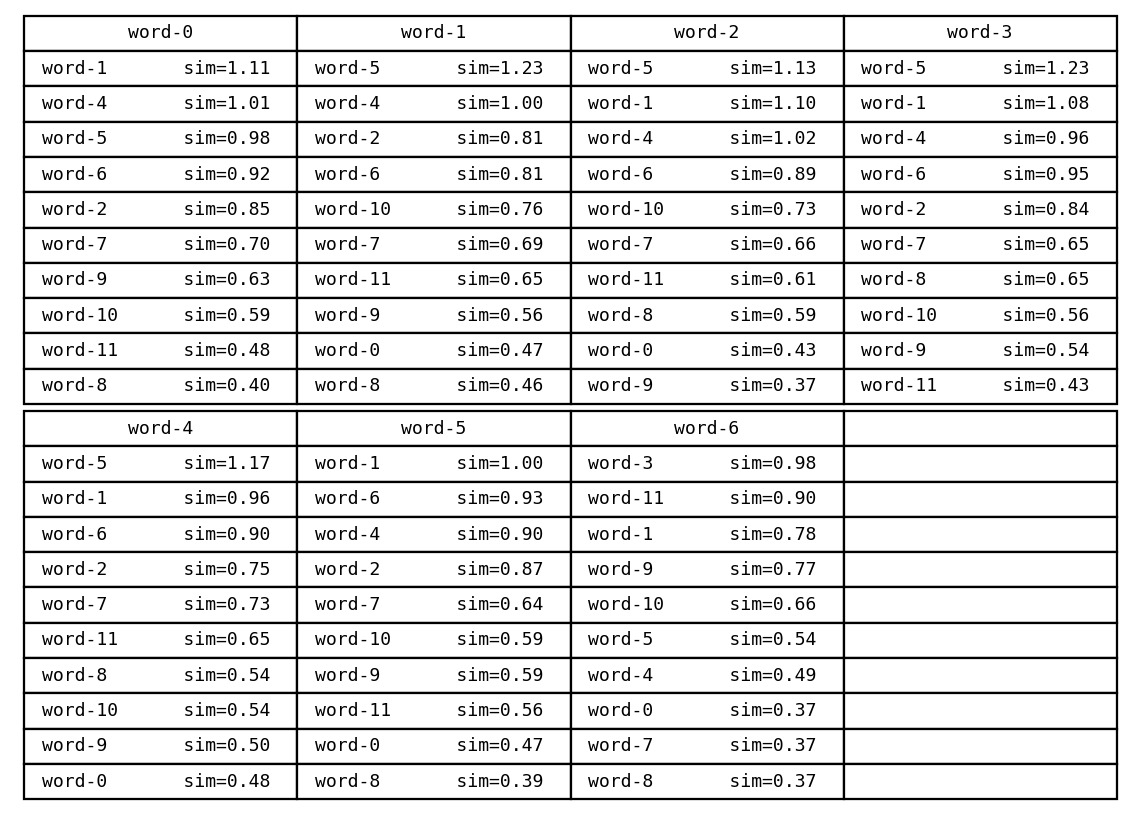 word-0 word-1 word-2 word-3
word-1 sim=1.11 word-5 sim=1.23 word-5 sim=1.13 word-5 sim=1.23
word-4 sim=1.01 word-4 sim=1.00 word-1 sim=1.10 word-1 sim=1.08
word-5 sim=0.98 word-2 sim=0.81 word-4 sim=1.02 word-4 sim=0.96
word-6 sim=0.92 word-6 sim=0.81 word-6 sim=0.89 word-6 sim=0.95
word-2 sim=0.85 word-10 sim=0.76 word-10 sim=0.73 word-2 sim=0.84
word-7 sim=0.70 word-7 sim=0.69 word-7 sim=0.66 word-7 sim=0.65
word-9 sim=0.63 word-11 sim=0.65 word-11 sim=0.61 word-8 sim=0.65
word-10 sim=0.59 word-9 sim=0.56 word-8 sim=0.59 word-10 sim=0.56
word-11 sim=0.48 word-0 sim=0.47 word-0 sim=0.43 word-9 sim=0.54
word-8 sim=0.40 word-8 sim=0.46 word-9 sim=0.37 word-11 sim=0.43
word-4 word-5 word-6
word-5 sim=1.17 word-1 sim=1.00 word-3 sim=0.98
word-1 sim=0.96 word-6 sim=0.93 word-11 sim=0.90
word-6 sim=0.90 word-4 sim=0.90 word-1 sim=0.78
word-2 sim=0.75 word-2 sim=0.87 word-9 sim=0.77
word-7 sim=0.73 word-7 sim=0.64 word-10 sim=0.66
word-11 sim=0.65 word-10 sim=0.59 word-5 sim=0.54
word-8 sim=0.54 word-9 sim=0.59 word-4 sim=0.49
word-10 sim=0.54 word-11 sim=0.56 word-0 sim=0.37
word-9 sim=0.50 word-0 sim=0.47 word-7 sim=0.37
word-0 sim=0.48 word-8 sim=0.39 word-8 sim=0.37